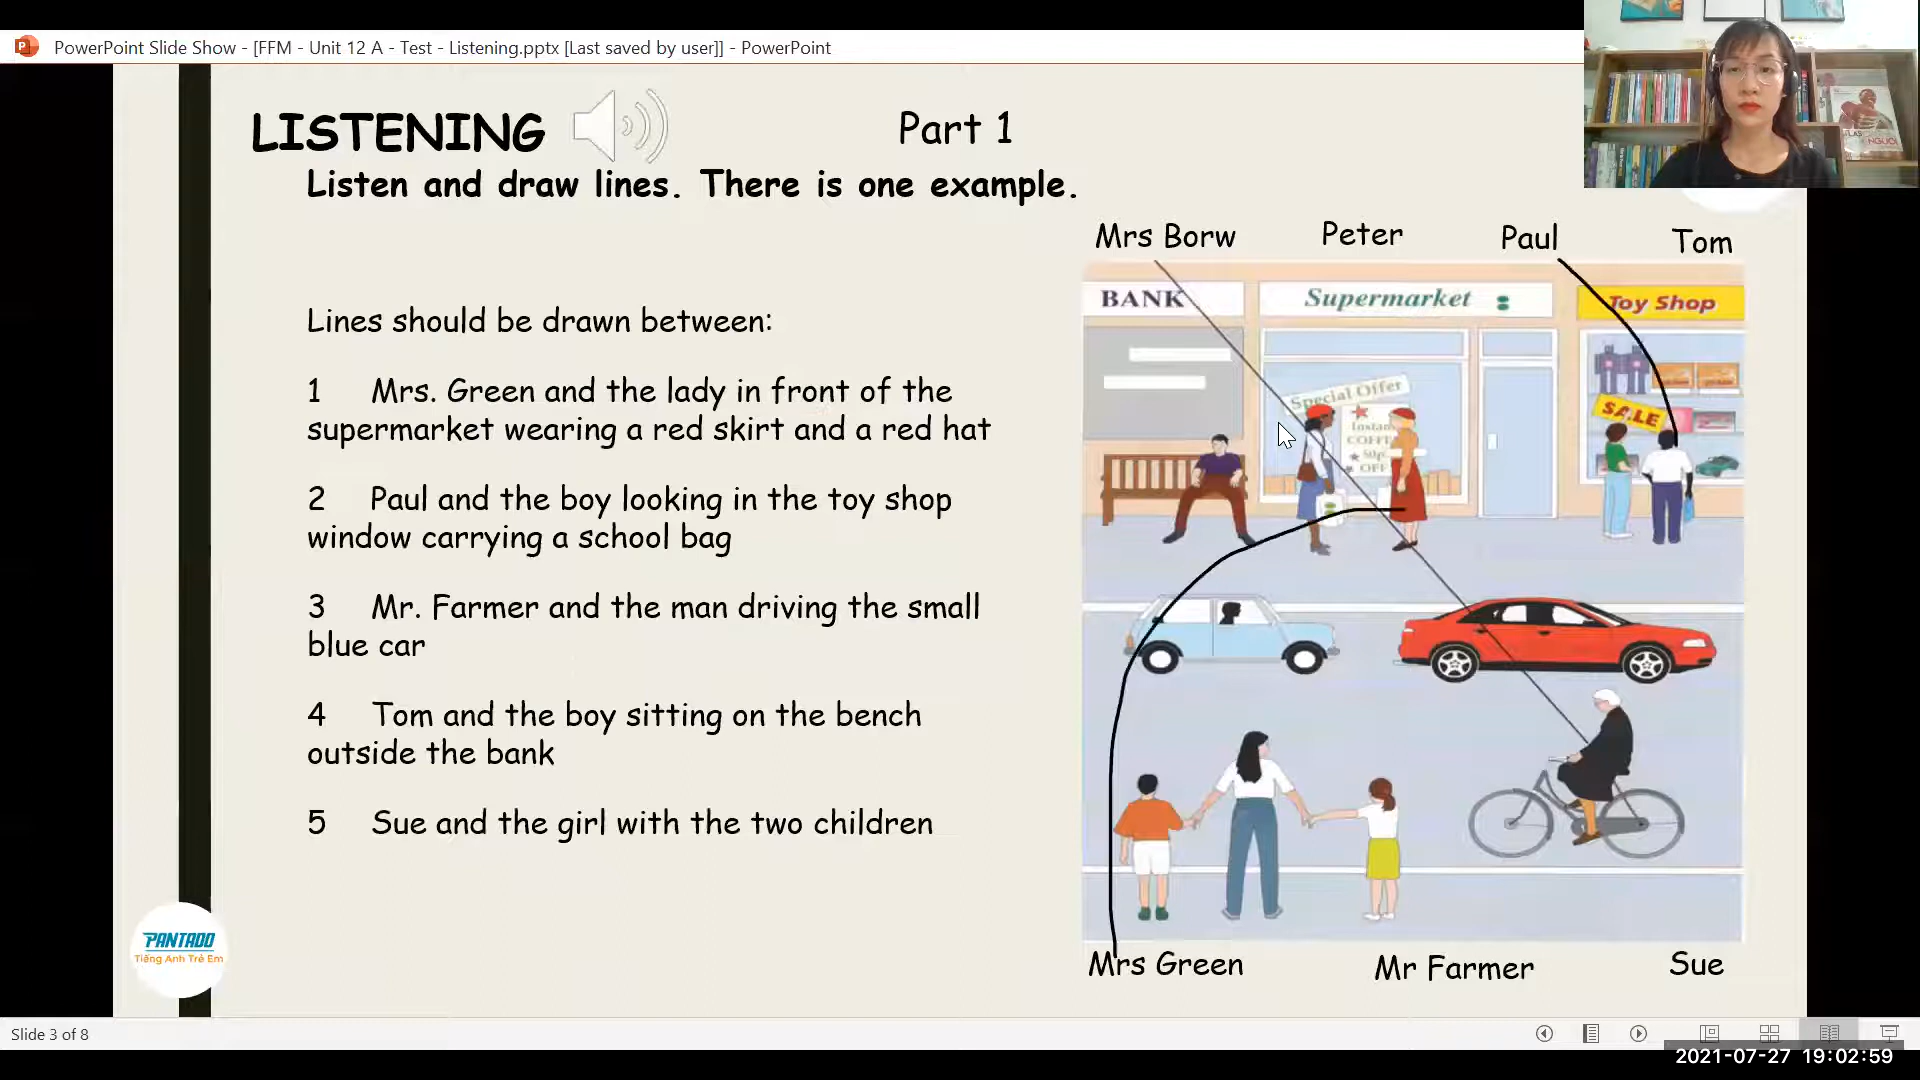 PowerPoint Slide Show - [FFM - Unit 12 A - Test - Listening.pptx [Last saved by user]] - PowerPoint
LISTENING
Part 1
Listen and draw lines. There is one example.
Mrs Borw
Peter
Paul
Tom
BANK
Supermarket
Toy Shop
Special Offer
COFFE
50p
OFF
SALE
Lines should be drawn between:
1 Mrs. Green and the lady in front of the
supermarket wearing a red skirt and a red hat
2 Paul and the boy looking in the toy shop
window carrying a school bag
3 Mr. Farmer and the man driving the small
blue car
4 Tom and the boy sitting on the bench
outside the bank
5 Sue and the girl with the two children
PANTADO
Tiếng Anh Trẻ Em
Mrs Green
Mr Farmer
Sue
Slide 3 of 8
2021-07-27 19:02:59